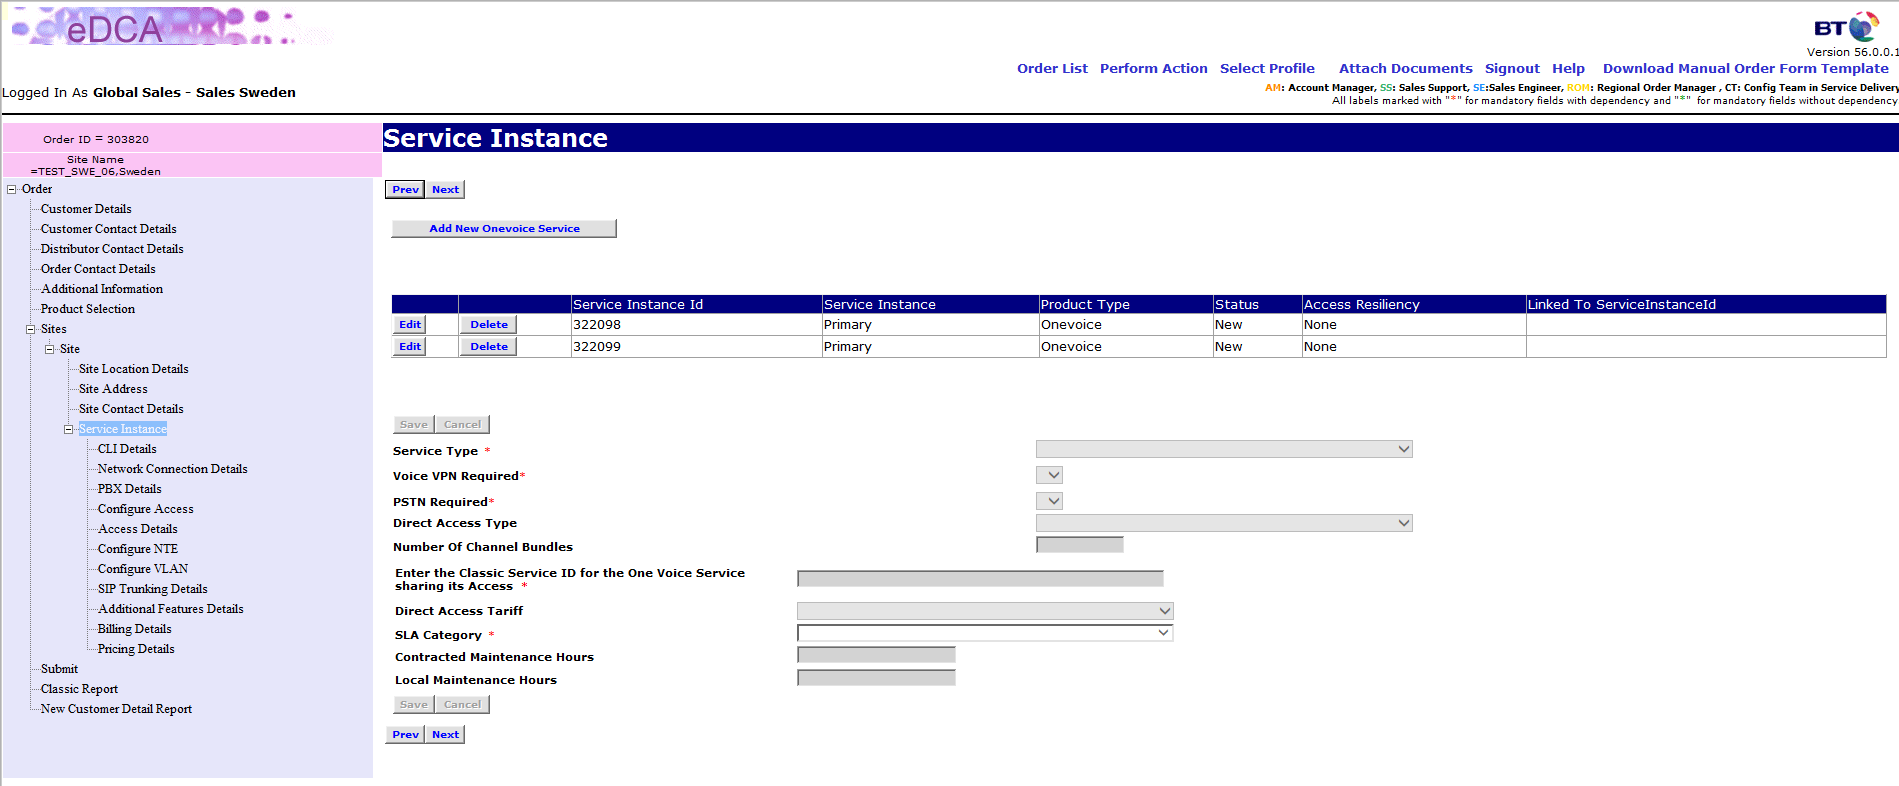 eDCA
BT
Version 56.0.0.1
Order List Perform Action Select Profile Attach Documents Signout Help Download Manual Order Form Template
Logged In As Global Sales - Sales Sweden
AM: Account Manager, SS: Sales Support, SE:Sales Engineer, ROM: Regional Order Manager , CT: Config Team in Service Delivery
All labels marked with "*" for mandatory fields with dependency and "*" for mandatory fields without dependency
Order ID = 303820
Site Name
=TEST_SWE_06,Sweden
Order
Customer Details
Customer Contact Details
Distributor Contact Details
Order Contact Details
Additional Information
Product Selection
Sites
Site
Site Location Details
Site Address
Site Contact Details
Service Instance
CLI Details
Network Connection Details
PBX Details
Configure Access
Access Details
Configure NTE
Configure VLAN
SIP Trunking Details
Additional Features Details
Billing Details
Pricing Details
Submit
Classic Report
New Customer Detail Report
Service Instance
Prev Next
Add New Onevoice Service
Service Instance Id Service Instance Product Type Status Access Resiliency Linked To ServiceInstanceId
Edit Delete 322098 Primary Onevoice New None
Edit Delete 322099 Primary Onevoice New None
Save Cancel
Service Type *
Voice VPN Required*
PSTN Required*
Direct Access Type
Number Of Channel Bundles
Enter the Classic Service ID for the One Voice Service
sharing its Access *
Direct Access Tariff
SLA Category *
Contracted Maintenance Hours
Local Maintenance Hours
Save Cancel
Prev Next